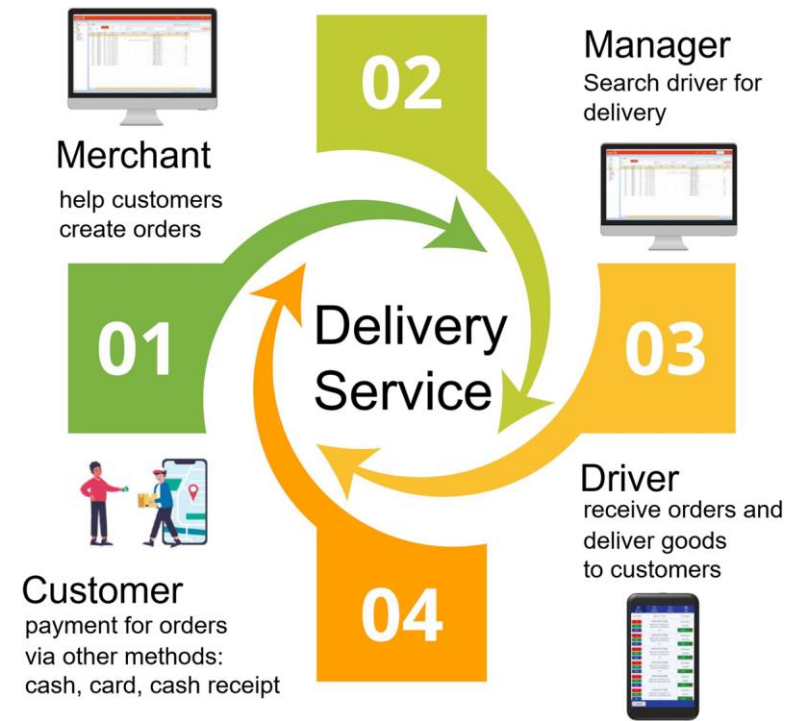 02
Manager
Search driver for
delivery
Merchant
help customers
create orders
01
Delivery
Service
03
Driver
receive orders and
deliver goods
to customers
Customer
payment for orders
via other methods:
cash, card, cash receipt
04